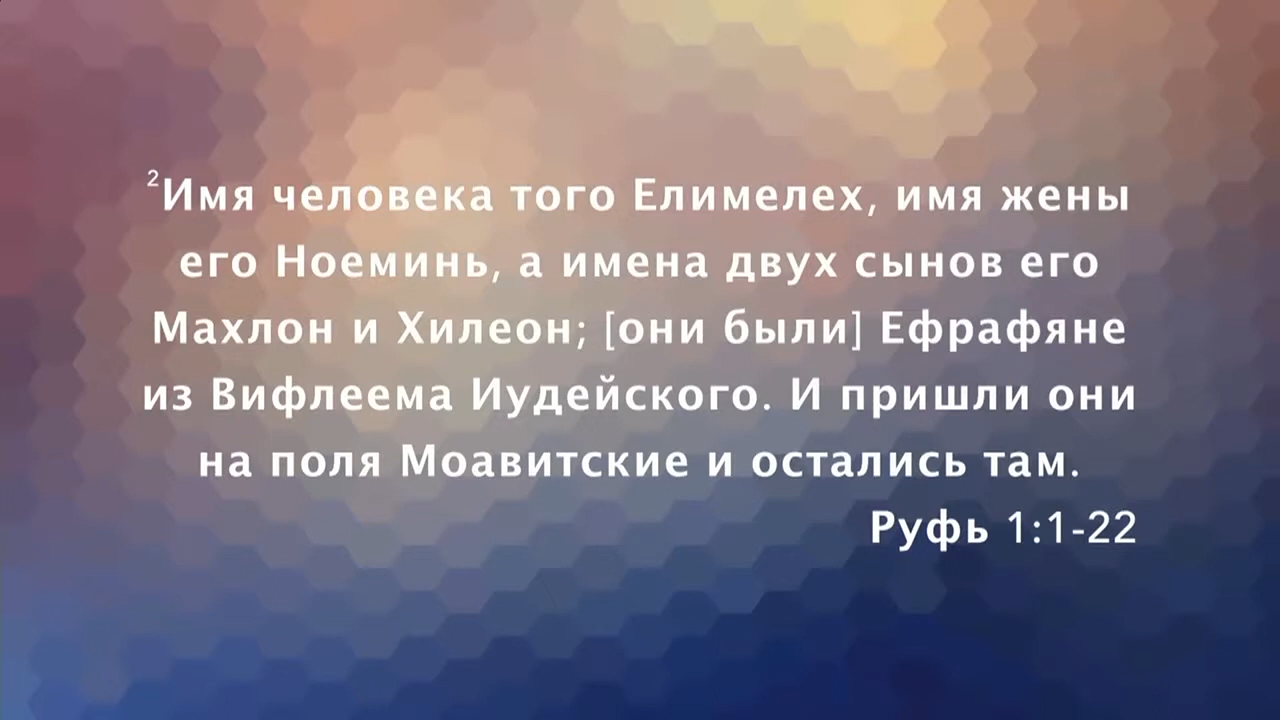 ²Имя человека того Елимелех, имя жены
его Ноеминь, а имена двух сынов его
Махлон и Хилеон; [они были] Ефрафяне
из Вифлеема Иудейского. И пришли они
на поля Моавитские и остались там.
Руфь 1:1-22